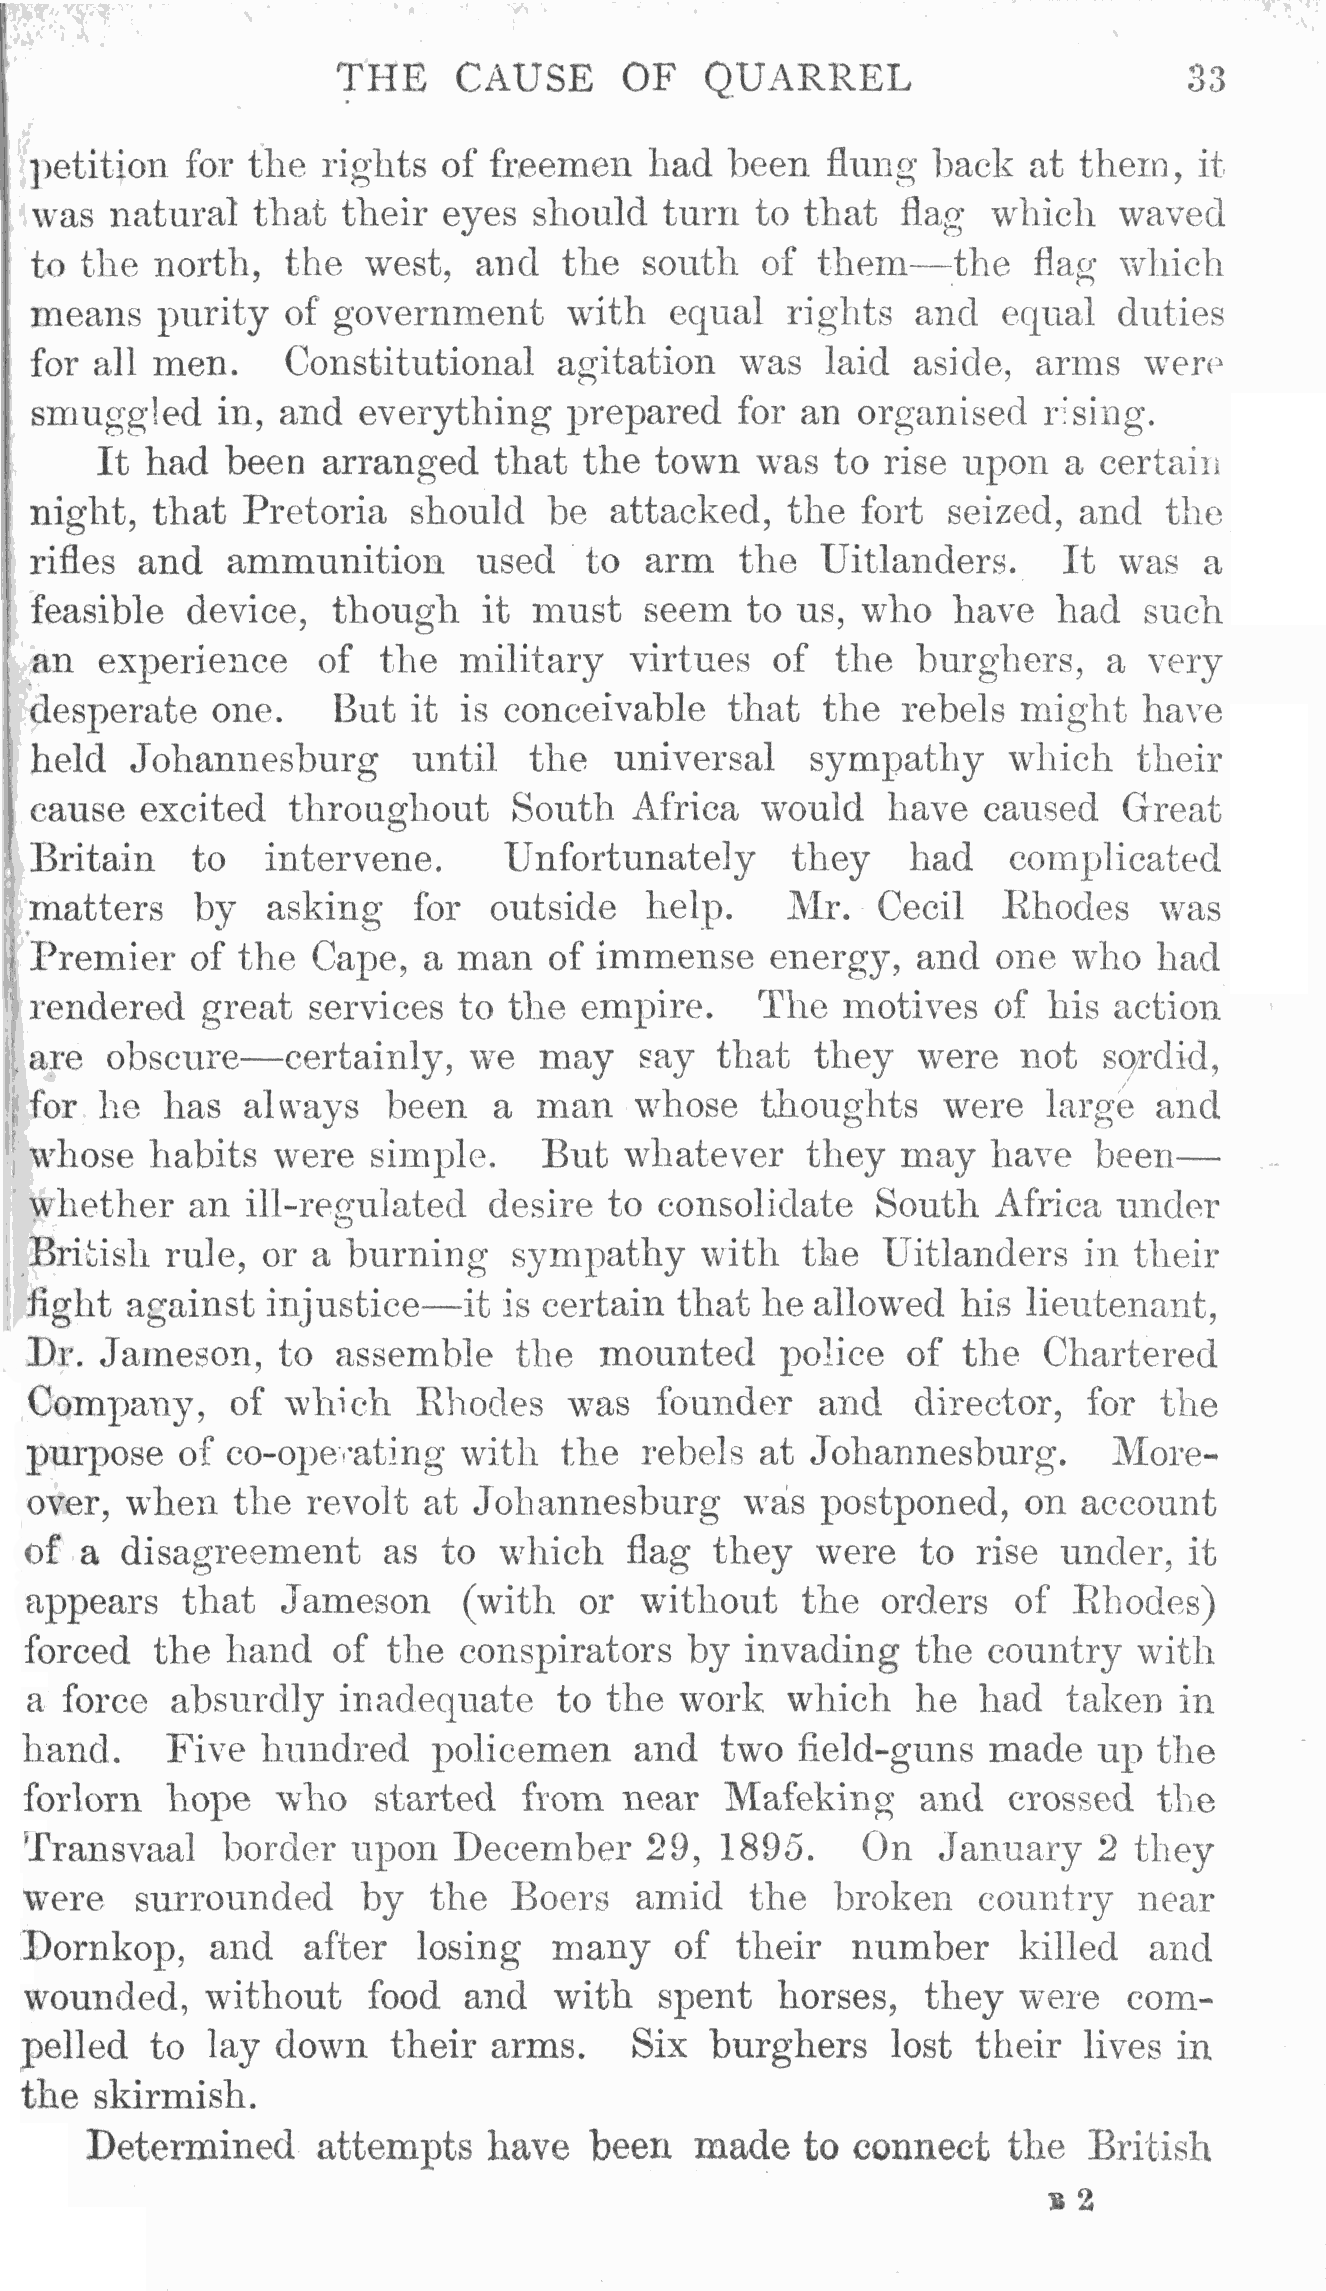 THE CAUSE OF QUARREL 33
petition for the rights of freemen had been flung back at them, it
was natural that their eyes should turn to that flag which waved
to the north, the west, and the south of them—the flag which
means purity of government with equal rights and equal duties
for all men. Constitutional agitation was laid aside, arms were
smuggled in, and everything prepared for an organised rising.
It had been arranged that the town was to rise upon a certain
night, that Pretoria should be attacked, the fort seized, and the
rifles and ammunition used to arm the Uitlanders. It was a
feasible device, though it must seem to us, who have had such
an experience of the military virtues of the burghers, a very
desperate one. But it is conceivable that the rebels might have
held Johannesburg until the universal sympathy which their
cause excited throughout South Africa would have caused Great
Britain to intervene. Unfortunately they had complicated
matters by asking for outside help. Mr. Cecil Rhodes was
Premier of the Cape, a man of immense energy, and one who had
rendered great services to the empire. The motives of his action
are obscure—certainly, we may say that they were not sordid,
for he has always been a man whose thoughts were large and
whose habits were simple. But whatever they may have been—
whether an ill-regulated desire to consolidate South Africa under
British rule, or a burning sympathy with the Uitlanders in their
fight against injustice—it is certain that he allowed his lieutenant,
Dr. Jameson, to assemble the mounted police of the Chartered
Company, of which Rhodes was founder and director, for the
purpose of co-operating with the rebels at Johannesburg. More-
over, when the revolt at Johannesburg was postponed, on account
of a disagreement as to which flag they were to rise under, it
appears that Jameson (with or without the orders of Rhodes)
forced the hand of the conspirators by invading the country with
a force absurdly inadequate to the work which he had taken in
hand. Five hundred policemen and two field-guns made up the
forlorn hope who started from near Mafeking and crossed the
Transvaal border upon December 29, 1895. On January 2 they
were surrounded by the Boers amid the broken country near
Dornkop, and after losing many of their number killed and
wounded, without food and with spent horses, they were com-
pelled to lay down their arms. Six burghers lost their lives in
the skirmish.
Determined attempts have been made to connect the British
B 2